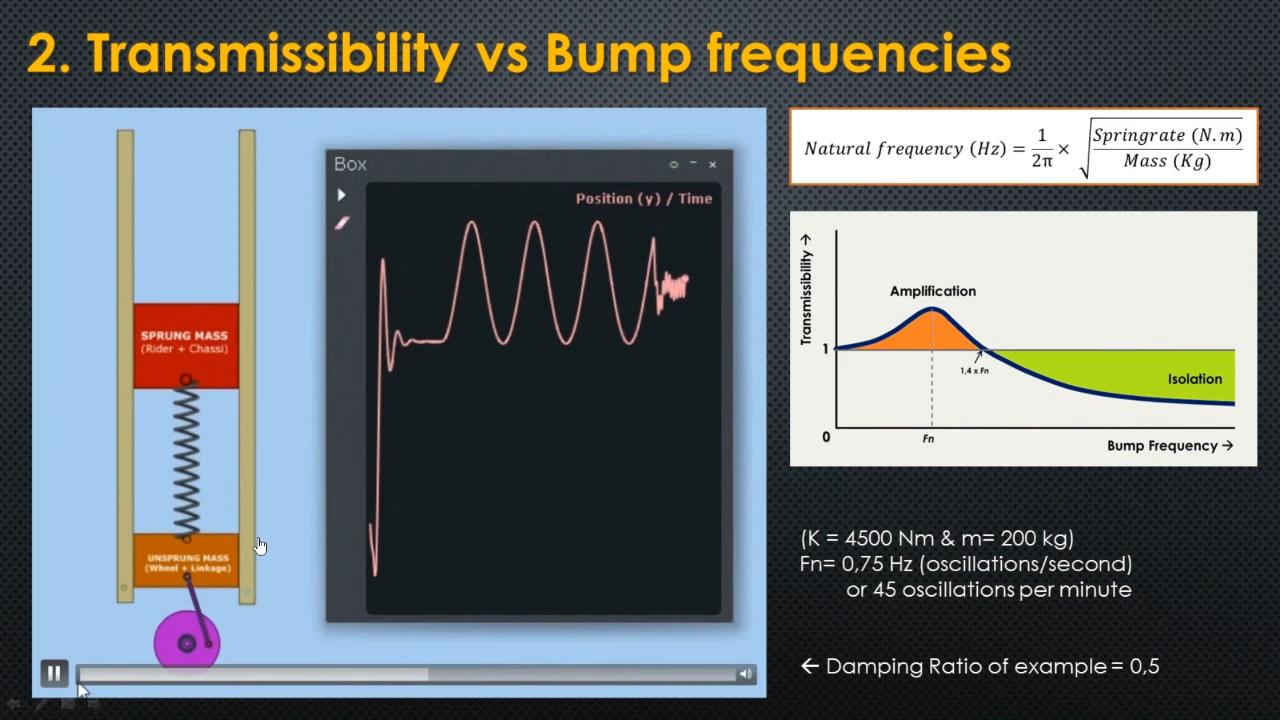 2. Transmissibility vs Bump frequencies
SPRUNG MASS
(Rider + Chassi)
UNSPRUNG MASS
(Wheel + Linkage)
Box
Position (y) / Time
Natural frequency (Hz) = 1/2π × √ Springrate (N.m) / Mass (Kg)
Transmissibility →
Amplification
1
1,4 x Fn
Isolation
0
Fn
Bump Frequency →
(K = 4500 Nm & m= 200 kg)
Fn= 0,75 Hz (oscillations/second)
or 45 oscillations per minute
← Damping Ratio of example = 0,5